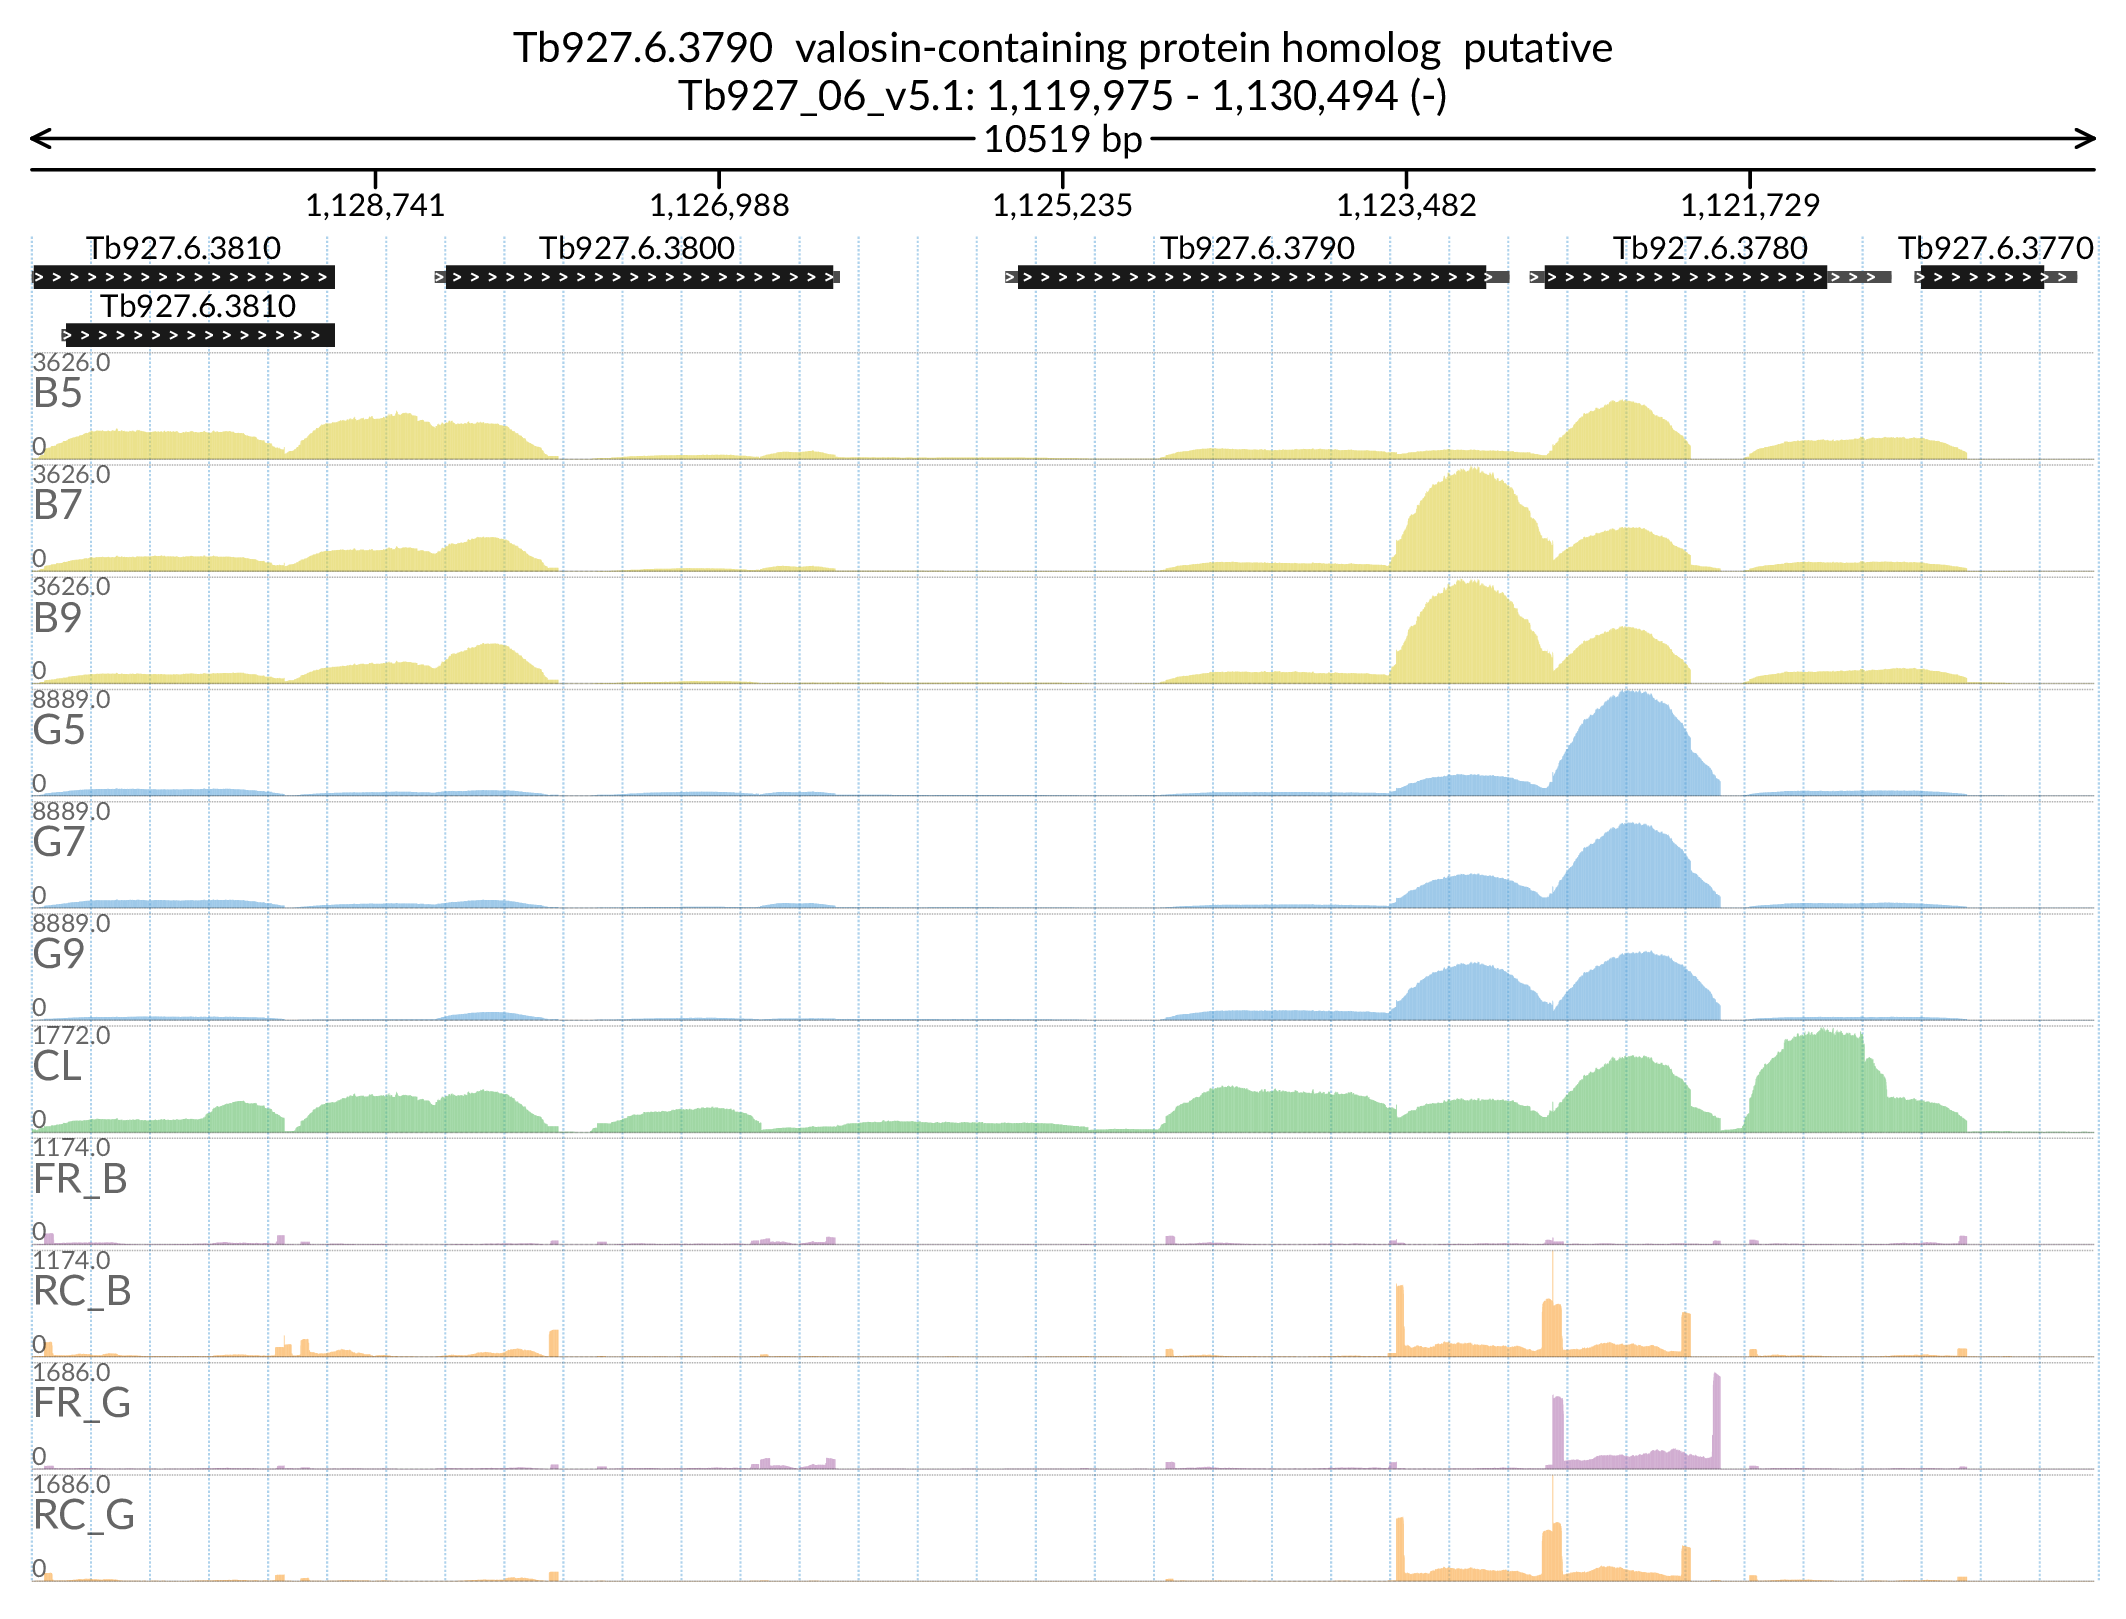 Tb927.6.3790 valosin-containing protein homolog putative
Tb927_06_v5.1: 1,119,975 - 1,130,494 (-)
10519 bp
1,128,741 1,126,988 1,125,235 1,123,482 1,121,729
Tb927.6.3810 Tb927.6.3800 Tb927.6.3790 Tb927.6.3780 Tb927.6.3770
Tb927.6.3810
3626.0
B5
0
3626.0
B7
0
3626.0
B9
0
8889.0
G5
0
8889.0
G7
0
8889.0
G9
0
1772.0
CL
0
1174.0
FR_B
0
1174.0
RC_B
0
1686.0
FR_G
0
1686.0
RC_G
0